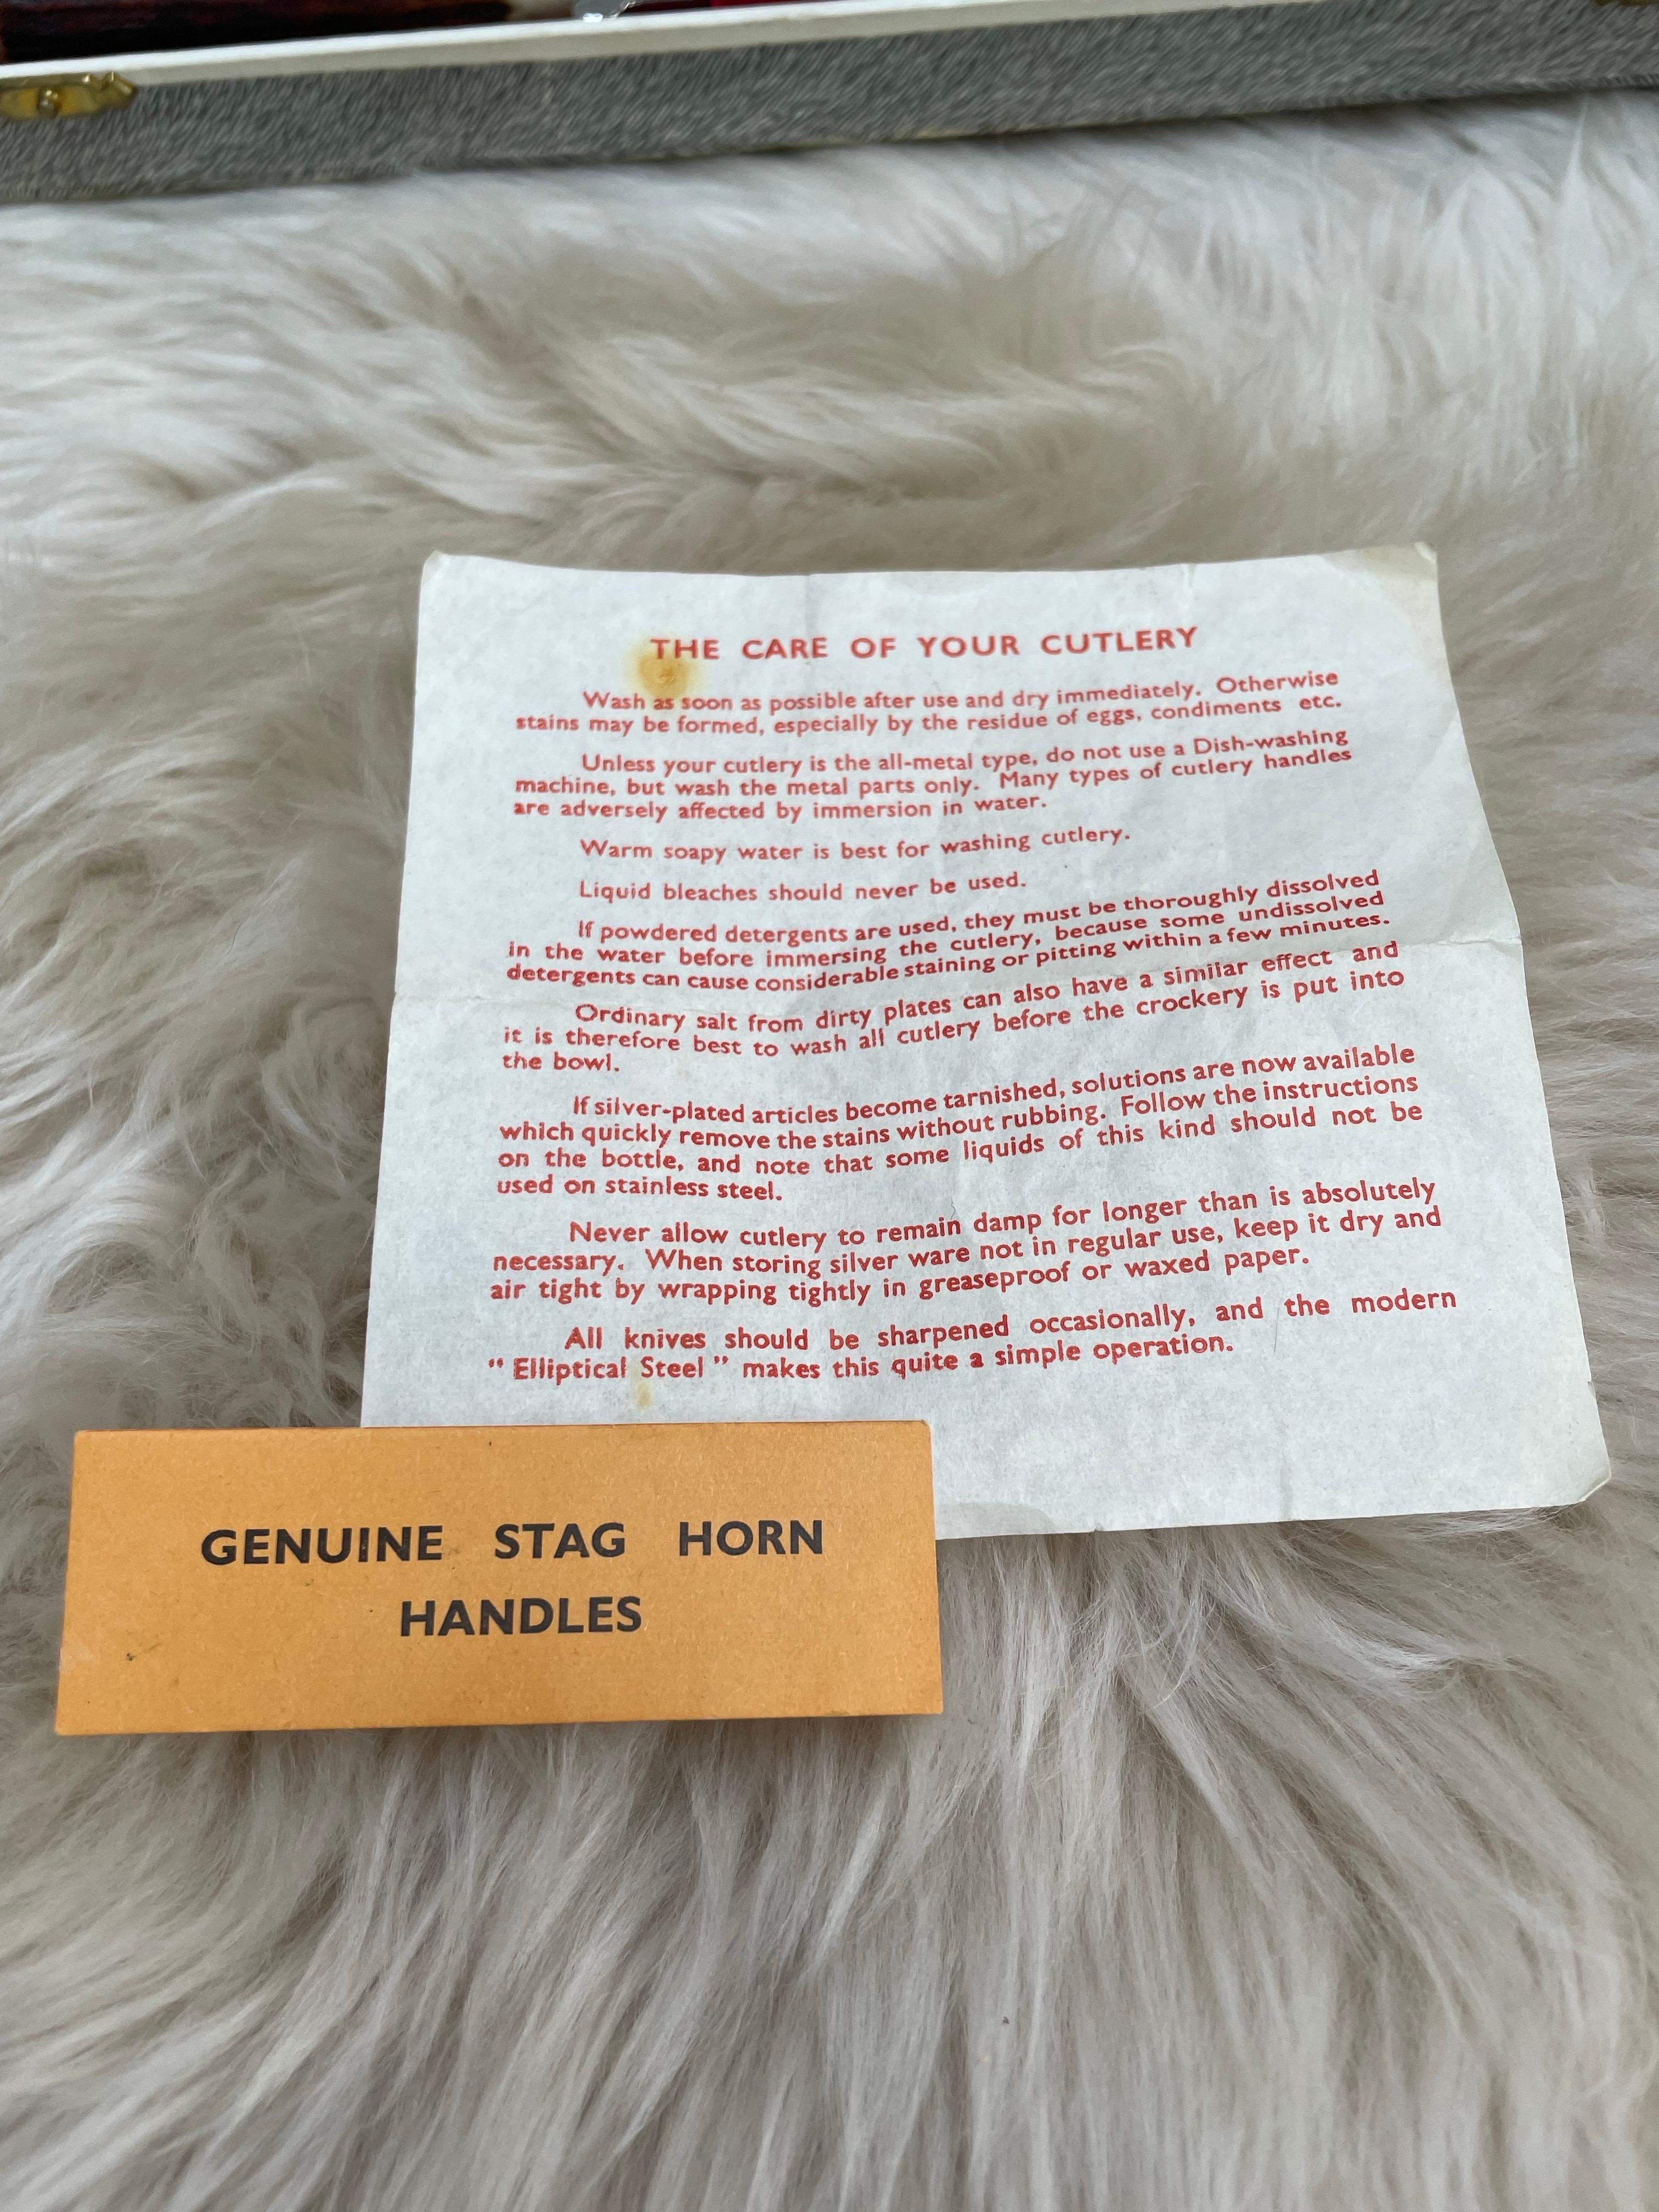 THE CARE OF YOUR CUTLERY
Wash as soon as possible after use and dry immediately. Otherwise
stains may be formed, especially by the residue of eggs, condiments etc.
Unless your cutlery is the all-metal type, do not use a Dish-washing
machine, but wash the metal parts only. Many types of cutlery handles
are adversely affected by immersion in water.
Warm soapy water is best for washing cutlery.
Liquid bleaches should never be used.
If powdered detergents are used, they must be thoroughly dissolved
in the water before immersing the cutlery, because some undissolved
detergents can cause considerable staining or pitting within a few minutes.
Ordinary salt from dirty plates can also have a similar effect and
it is therefore best to wash all cutlery before the crockery is put into
the bowl.
If silver-plated articles become tarnished, solutions are now available
which quickly remove the stains without rubbing. Follow the instructions
on the bottle, and note that some liquids of this kind should not be
used on stainless steel.
Never allow cutlery to remain damp for longer than is absolutely
necessary. When storing silver ware not in regular use, keep it dry and
air tight by wrapping tightly in greaseproof or waxed paper.
All knives should be sharpened occasionally, and the modern
“ Elliptical Steel ” makes this quite a simple operation.
GENUINE STAG HORN
HANDLES